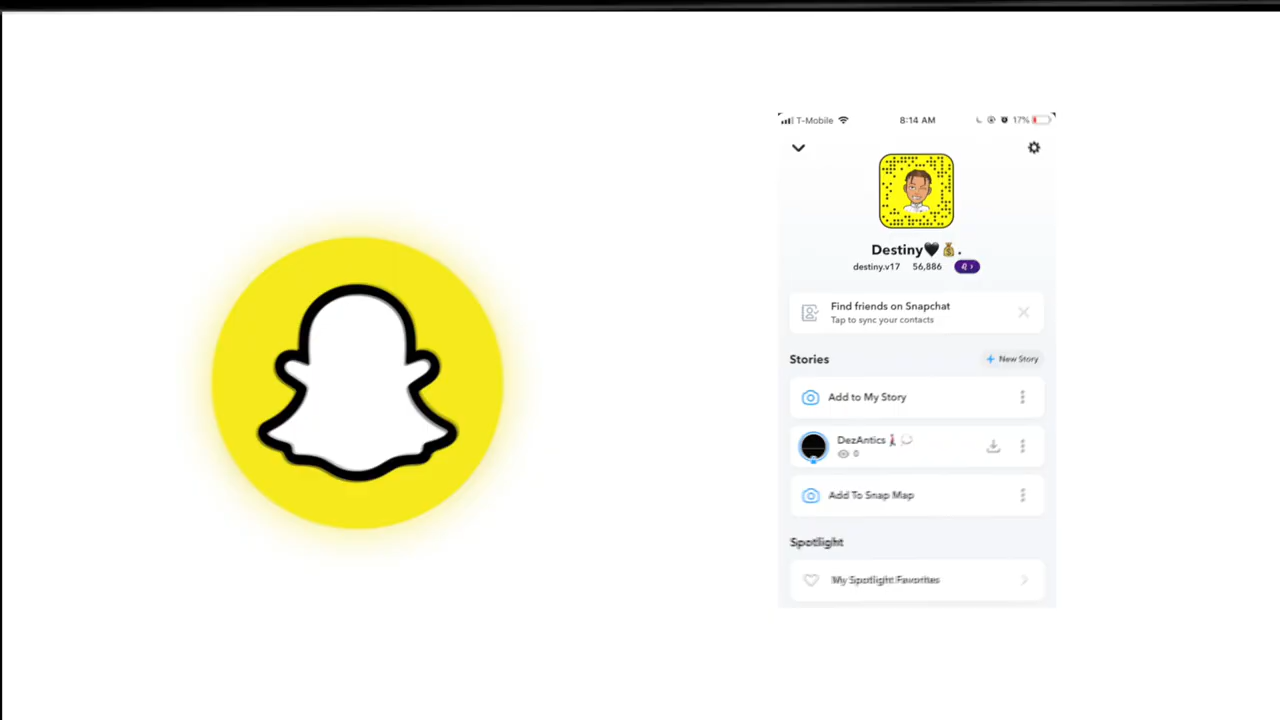 T-Mobile 8:14 AM 17%
Destiny🖤💰.
destiny.v17 56,886 ♌ ›
Find friends on Snapchat
Tap to sync your contacts
Stories + New Story
Add to My Story
DezAntics
0
Add To Snap Map
Spotlight
My Spotlight Favorites